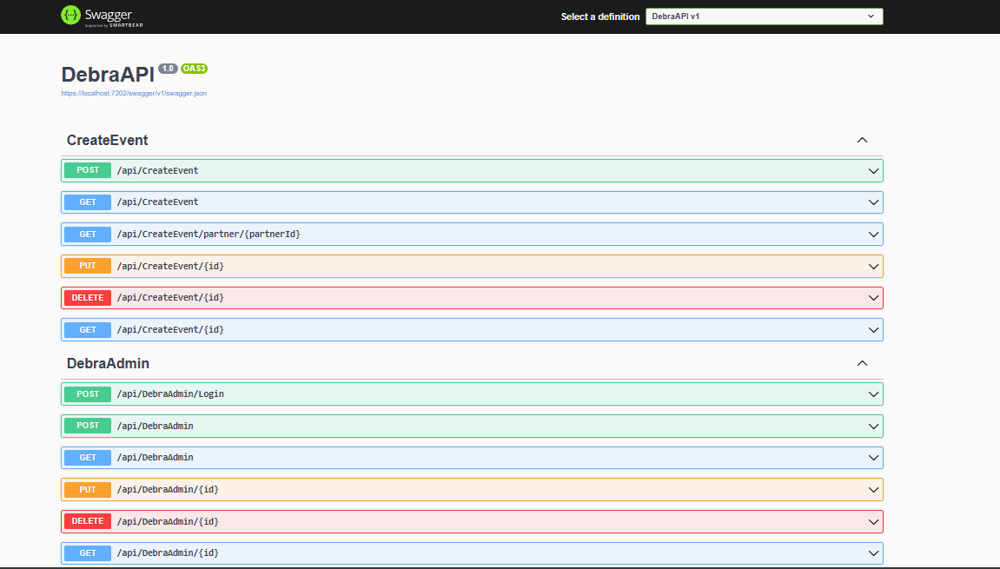 Swagger
Supported by SMARTBEAR
Select a definition
DebraAPI v1
DebraAPI 1.0 OAS3
https://localhost:7202/swagger/v1/swagger.json
CreateEvent
POST /api/CreateEvent
GET /api/CreateEvent
GET /api/CreateEvent/partner/{partnerId}
PUT /api/CreateEvent/{id}
DELETE /api/CreateEvent/{id}
GET /api/CreateEvent/{id}
DebraAdmin
POST /api/DebraAdmin/Login
POST /api/DebraAdmin
GET /api/DebraAdmin
PUT /api/DebraAdmin/{id}
DELETE /api/DebraAdmin/{id}
GET /api/DebraAdmin/{id}